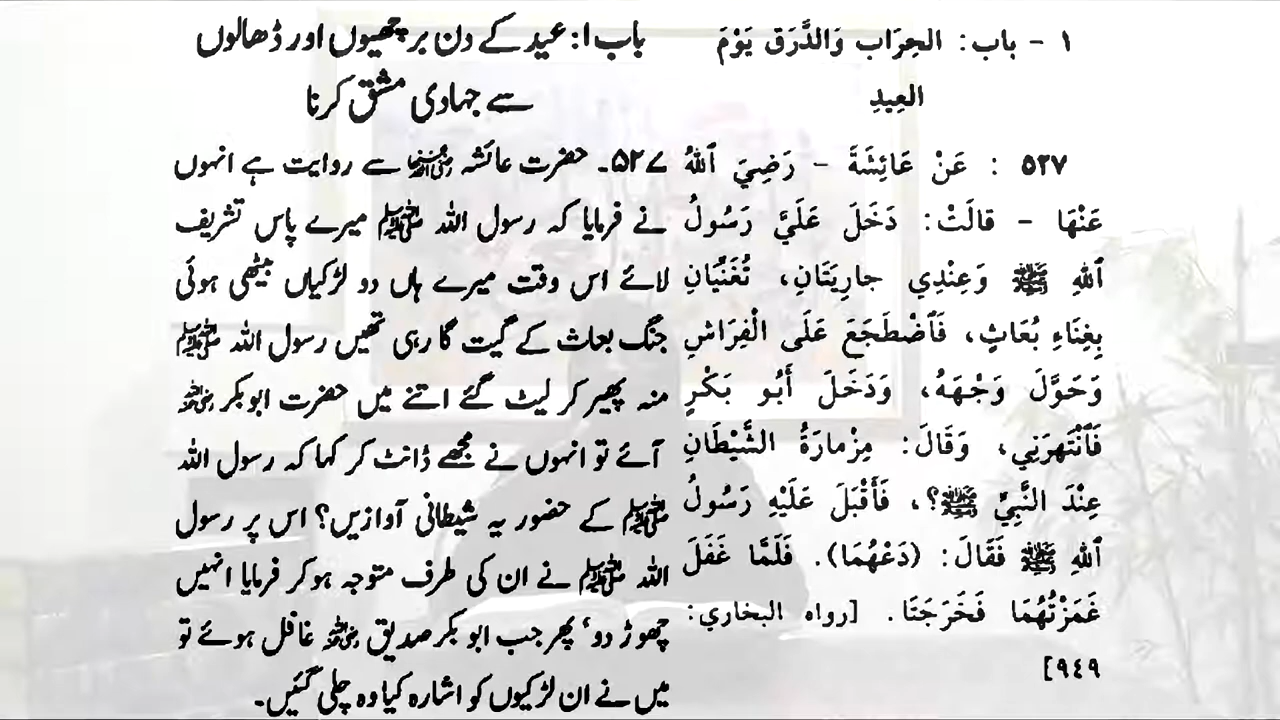 ١ - باب: الحِرَاب وَالدَّرَق يَوْمَ
العِيدِ
٥٢٧ : عَنْ عَائِشَةَ - رَضِيَ ٱللهُ
عَنْهَا - قالَتْ: دَخَلَ عَلَيَّ رَسُولُ
ٱللهِ ﷺ وَعِنْدِي جارِيَتَانِ، تُغَنِّيَانِ
بِغِنَاءِ بُعَاثٍ، فَٱضْطَجَعَ عَلَى الْفِرَاشِ
وَحَوَّلَ وَجْهَهُ، وَدَخَلَ أَبُو بَكْرٍ
فَٱنْتَهَرَنِي، وَقَالَ: مِزْمارَةُ الشَّيْطَانِ
عِنْدَ النَّبِيِّ ﷺ؟، فَأَقْبَلَ عَلَيْهِ رَسُولُ
ٱللهِ ﷺ فَقَالَ: (دَعْهُمَا). فَلَمَّا غَفَلَ
غَمَزْتُهُمَا فَخَرَجَتَا. [رواه البخاري:
٩٤٩]
باب ۱: عید کے دن برچھیوں اور ڈھالوں
سے جہادی مشق کرنا
۵۲۷۔ حضرت عائشہ رضی اللہ عنہا سے روایت ہے انہوں
نے فرمایا کہ رسول اللہ ﷺ میرے پاس تشریف
لائے اس وقت میرے ہاں دو لڑکیاں بیٹھی ہوئی
جنگ بعاث کے گیت گا رہی تھیں رسول اللہ ﷺ
منہ پھیر کر لیٹ گئے اتنے میں حضرت ابوبکر رضی اللہ عنہ
آئے تو انہوں نے مجھے ڈانٹ کر کہا کہ رسول اللہ
ﷺ کے حضور یہ شیطانی آوازیں؟ اس پر رسول
اللہ ﷺ نے ان کی طرف متوجہ ہوکر فرمایا انہیں
چھوڑ دو‘ پھر جب ابو بکر صدیق رضی اللہ عنہ غافل ہوئے تو
میں نے ان لڑکیوں کو اشارہ کیا وہ چلی گئیں۔